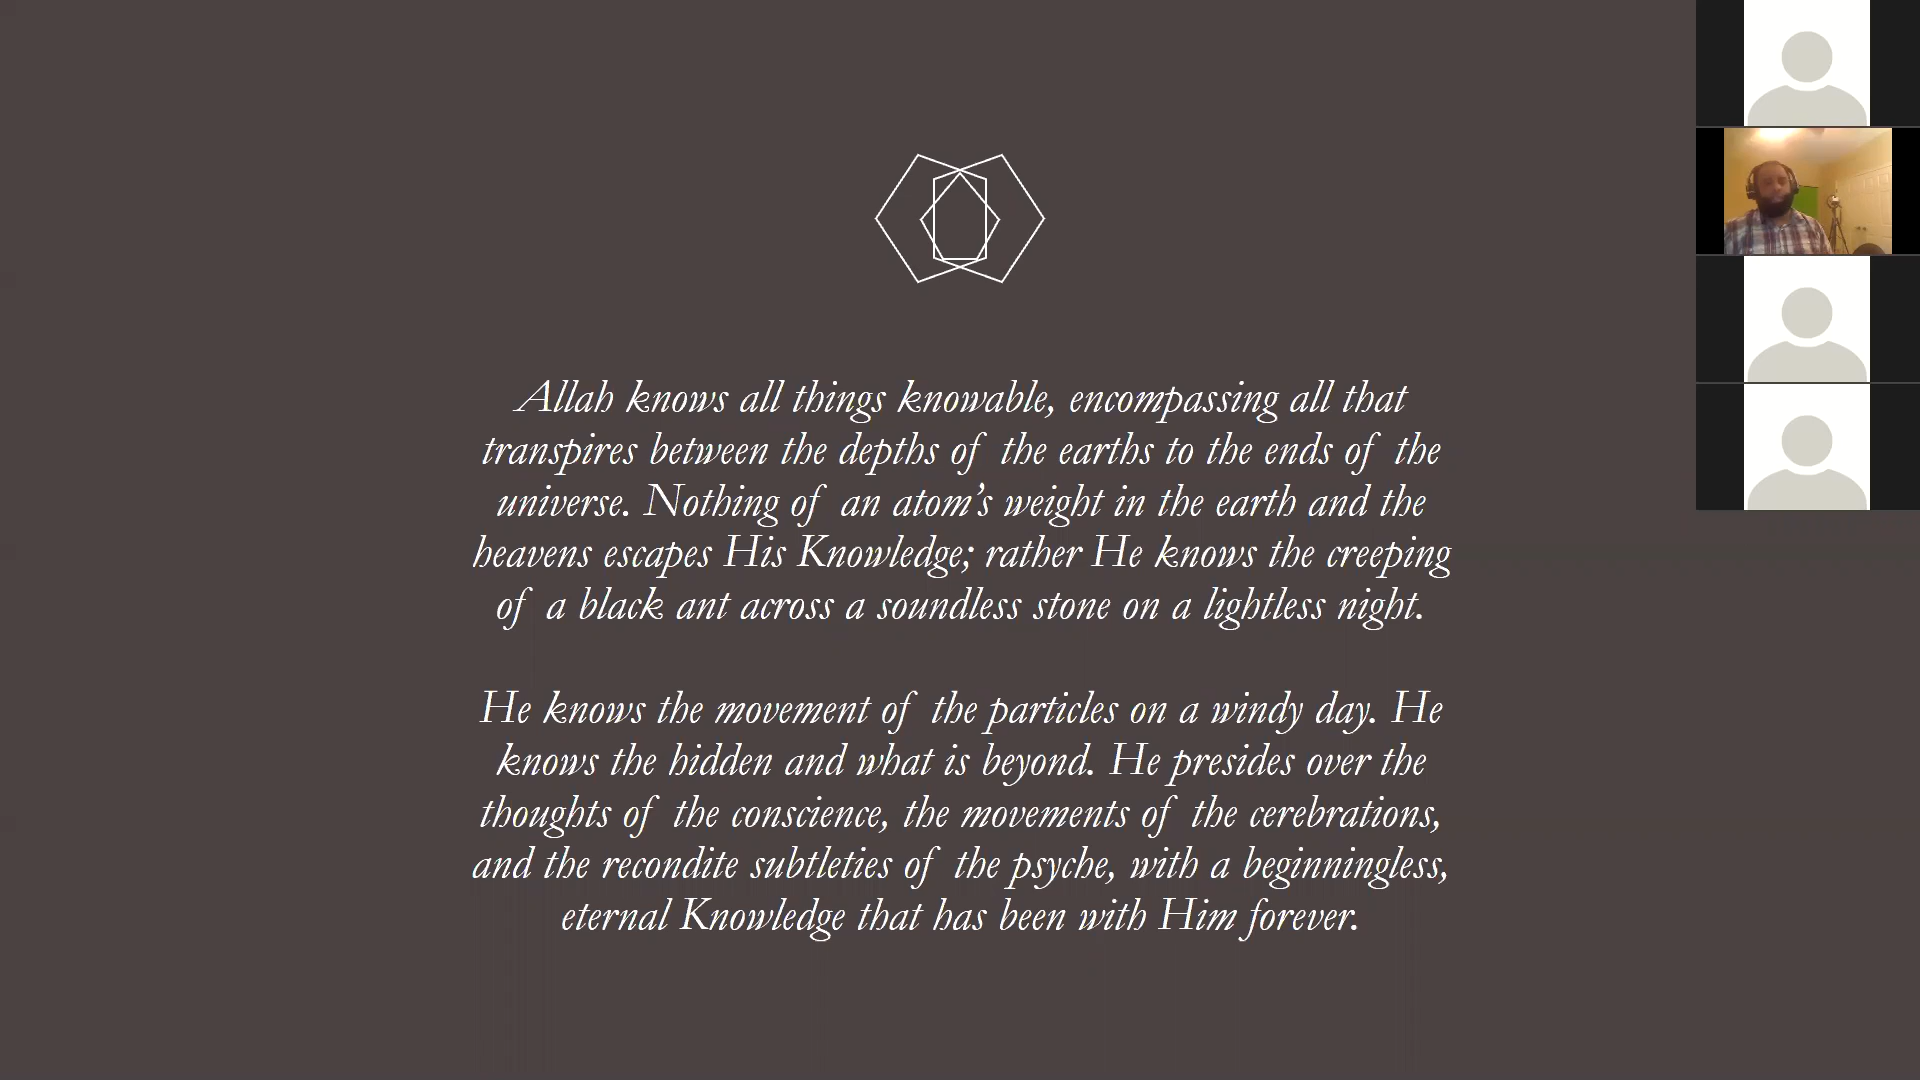 Allah knows all things knowable, encompassing all that
transpires between the depths of the earths to the ends of the
universe. Nothing of an atom’s weight in the earth and the
heavens escapes His Knowledge; rather He knows the creeping
of a black ant across a soundless stone on a lightless night.
He knows the movement of the particles on a windy day. He
knows the hidden and what is beyond. He presides over the
thoughts of the conscience, the movements of the cerebrations,
and the recondite subtleties of the psyche, with a beginningless,
eternal Knowledge that has been with Him forever.